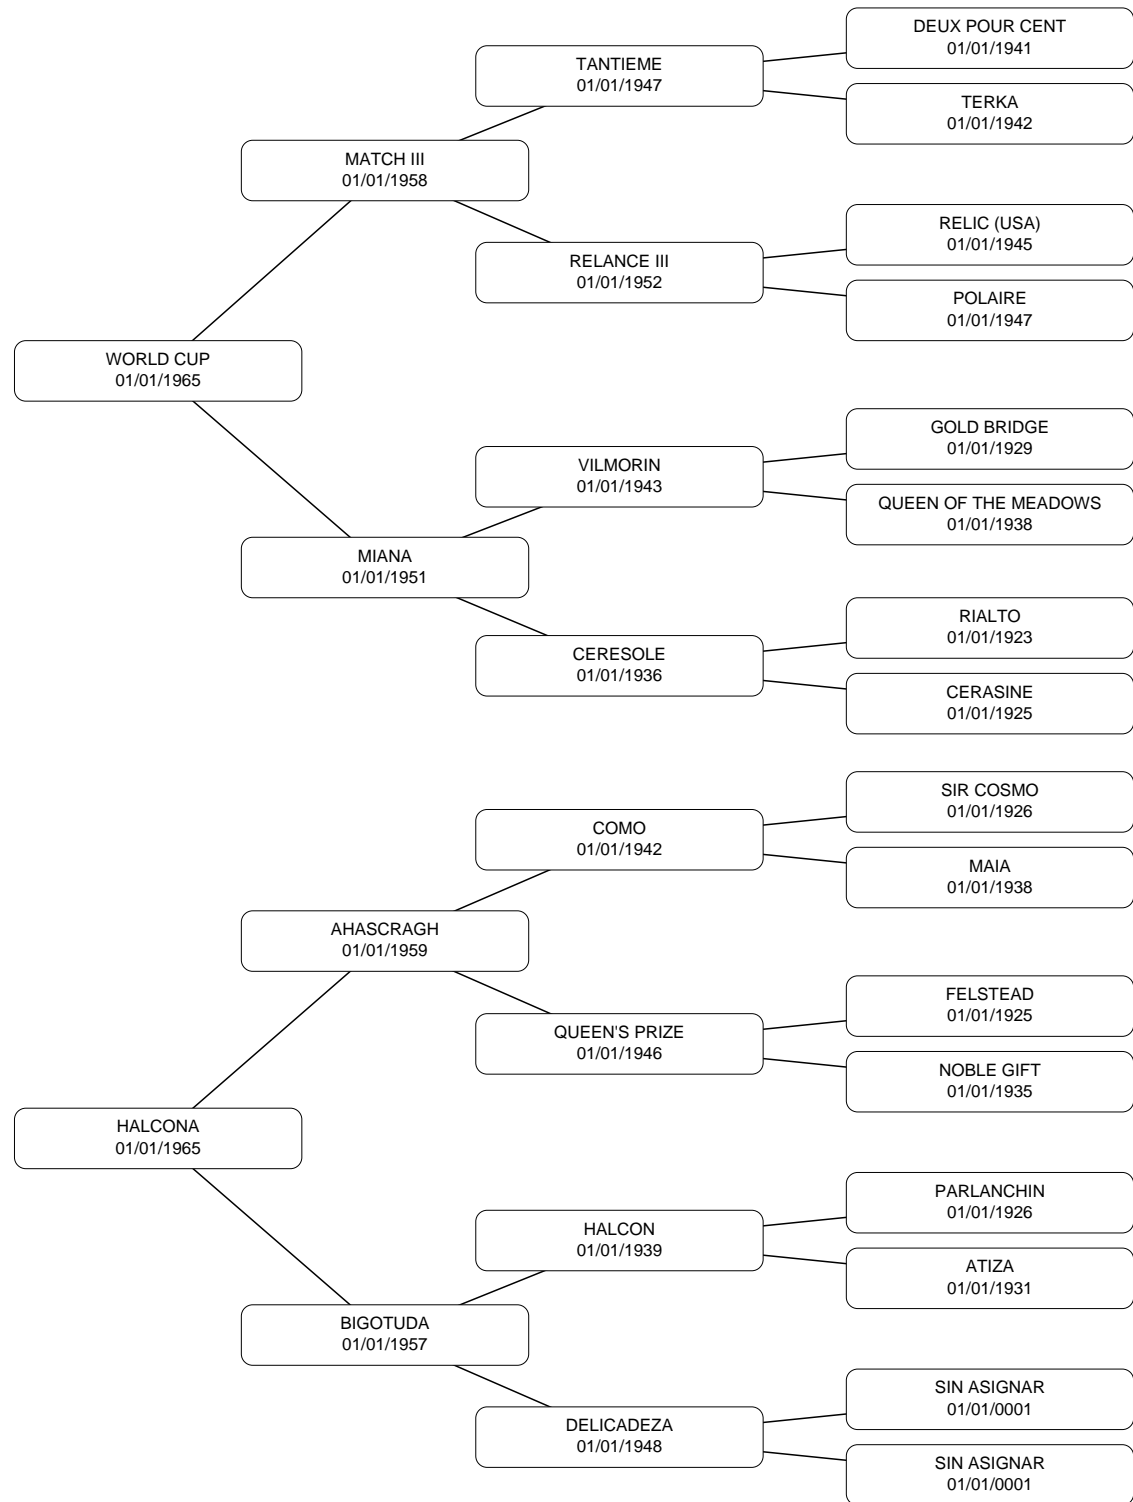 DEUX POUR CENT
01/01/1941
TANTIEME
01/01/1947
TERKA
01/01/1942
MATCH III
01/01/1958
RELIC (USA)
01/01/1945
RELANCE III
01/01/1952
POLAIRE
01/01/1947
WORLD CUP
01/01/1965
GOLD BRIDGE
01/01/1929
VILMORIN
01/01/1943
QUEEN OF THE MEADOWS
01/01/1938
MIANA
01/01/1951
RIALTO
01/01/1923
CERESOLE
01/01/1936
CERASINE
01/01/1925
SIR COSMO
01/01/1926
COMO
01/01/1942
MAIA
01/01/1938
AHASCRAGH
01/01/1959
FELSTEAD
01/01/1925
QUEEN'S PRIZE
01/01/1946
NOBLE GIFT
01/01/1935
HALCONA
01/01/1965
PARLANCHIN
01/01/1926
HALCON
01/01/1939
ATIZA
01/01/1931
BIGOTUDA
01/01/1957
SIN ASIGNAR
01/01/0001
DELICADEZA
01/01/1948
SIN ASIGNAR
01/01/0001